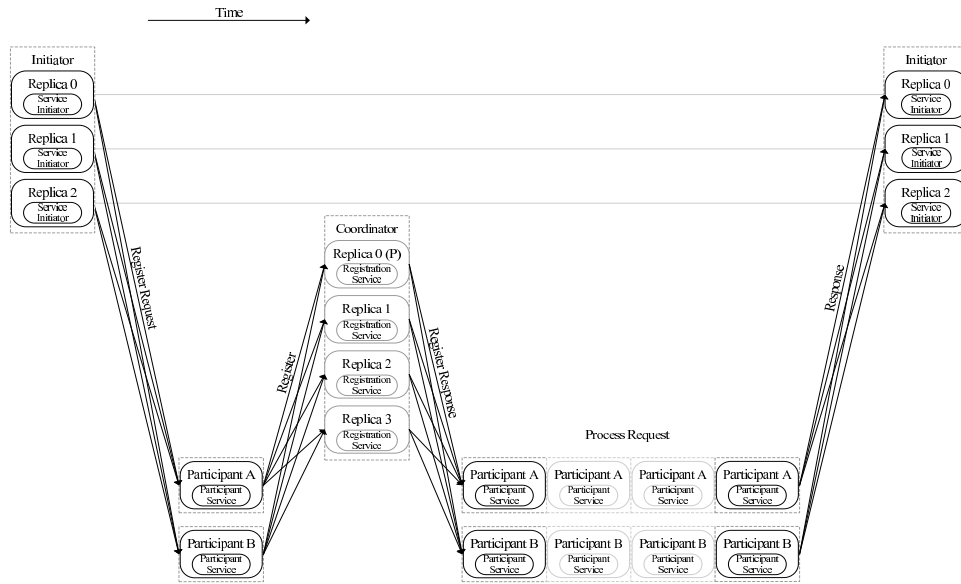 Time
Initiator
Replica 0
Service
Initiator
Replica 1
Service
Initiator
Replica 2
Service
Initiator
Register Request
Participant A
Participant
Service
Participant B
Participant
Service
Register
Coordinator
Replica 0 (P)
Registration
Service
Replica 1
Registration
Service
Replica 2
Registration
Service
Replica 3
Registration
Service
Register Response
Process Request
Participant A
Participant
Service
Participant A
Participant
Service
Participant A
Participant
Service
Participant A
Participant
Service
Participant B
Participant
Service
Participant B
Participant
Service
Participant B
Participant
Service
Participant B
Participant
Service
Response
Initiator
Replica 0
Service
Initiator
Replica 1
Service
Initiator
Replica 2
Service
Initiator